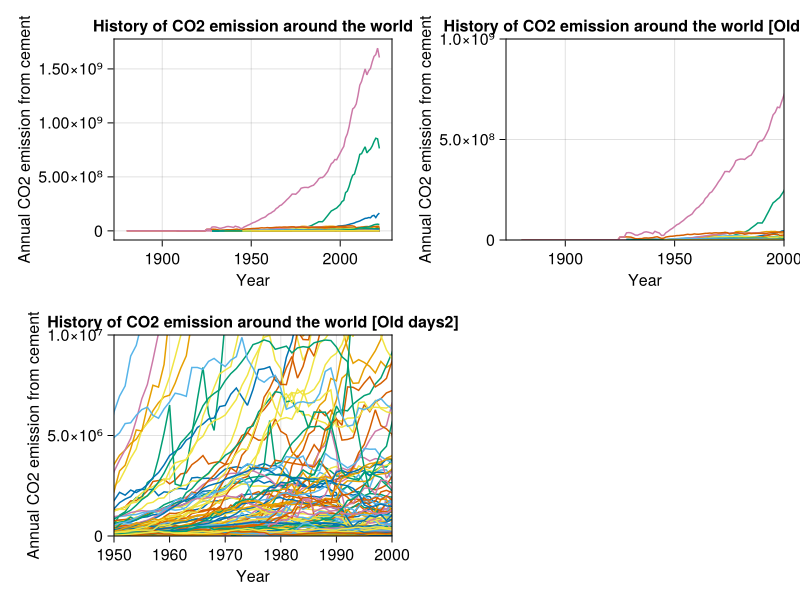 History of CO2 emission around the world
Annual CO2 emission from cement
1.50×10⁹
1.00×10⁹
5.00×10⁸
0
1900
1950
2000
Year
History of CO2 emission around the world [Old
Annual CO2 emission from cement
1.0×10⁹
5.0×10⁸
0
1900
1950
2000
Year
History of CO2 emission around the world [Old days2]
Annual CO2 emission from cement
1.0×10⁷
5.0×10⁶
0
1950
1960
1970
1980
1990
2000
Year